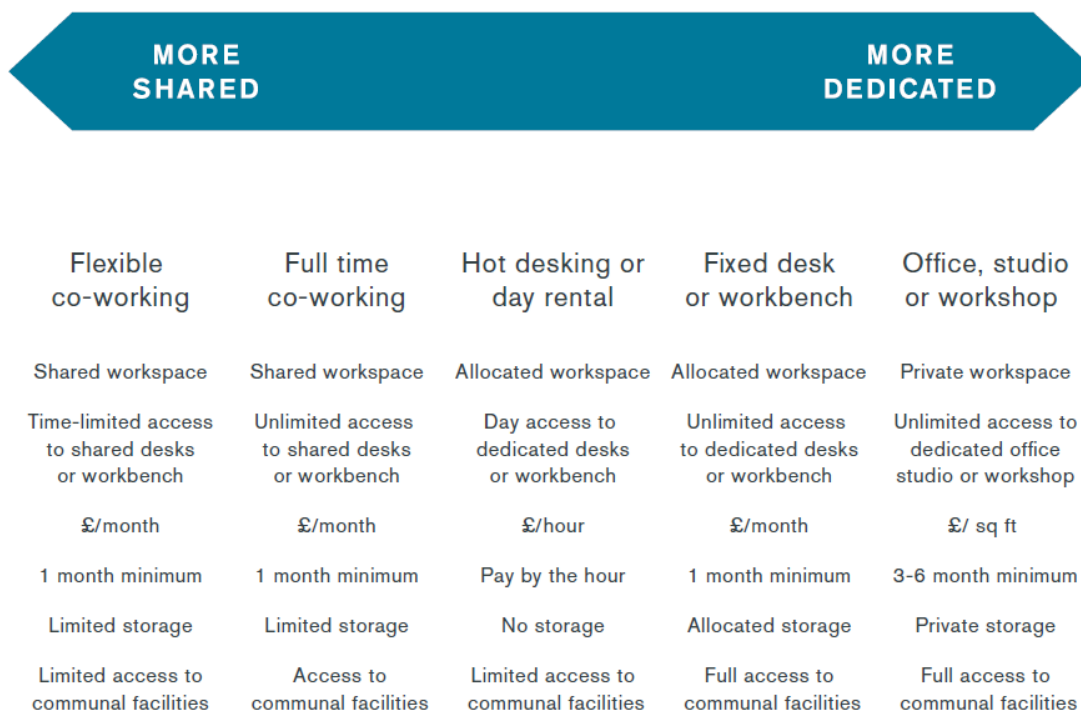 MORE
SHARED
MORE
DEDICATED
Flexible
co-working
Full time
co-working
Hot desking or
day rental
Fixed desk
or workbench
Office, studio
or workshop
Shared workspace
Shared workspace
Allocated workspace
Allocated workspace
Private workspace
Time-limited access
to shared desks
or workbench
Unlimited access
to shared desks
or workbench
Day access to
dedicated desks
or workbench
Unlimited access
to dedicated desks
or workbench
Unlimited access to
dedicated office
studio or workshop
£/month
£/month
£/hour
£/month
£/ sq ft
1 month minimum
1 month minimum
Pay by the hour
1 month minimum
3-6 month minimum
Limited storage
Limited storage
No storage
Allocated storage
Private storage
Limited access to
communal facilities
Access to
communal facilities
Limited access to
communal facilities
Full access to
communal facilities
Full access to
communal facilities